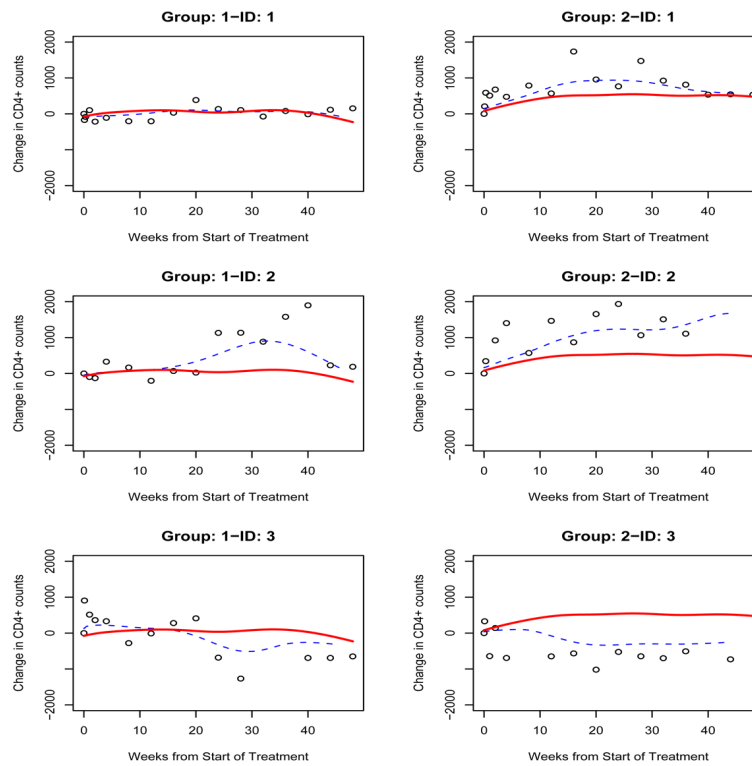 Group: 1−ID: 1
Change in CD4+ counts
−2000 0 1000 2000
0 10 20 30 40
Weeks from Start of Treatment
Group: 2−ID: 1
Change in CD4+ counts
−2000 0 1000 2000
0 10 20 30 40
Weeks from Start of Treatment
Group: 1−ID: 2
Change in CD4+ counts
−2000 0 1000 2000
0 10 20 30 40
Weeks from Start of Treatment
Group: 2−ID: 2
Change in CD4+ counts
−2000 0 1000 2000
0 10 20 30 40
Weeks from Start of Treatment
Group: 1−ID: 3
Change in CD4+ counts
−2000 0 1000 2000
0 10 20 30 40
Weeks from Start of Treatment
Group: 2−ID: 3
Change in CD4+ counts
−2000 0 1000 2000
0 10 20 30 40
Weeks from Start of Treatment